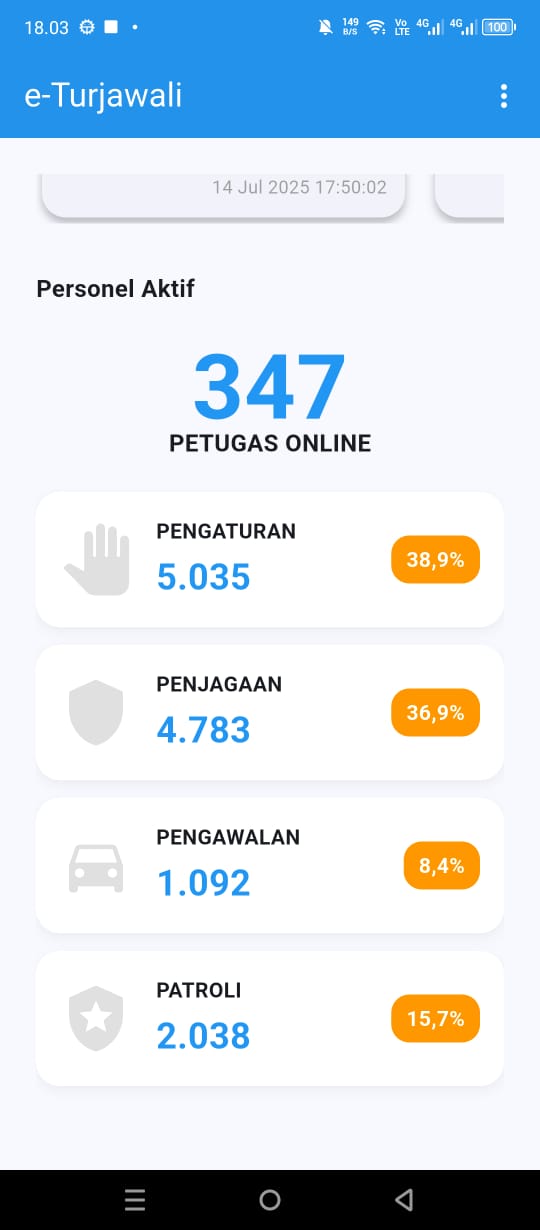 18.03 149 B/S Vo LTE 4G 4G 100
e-Turjawali
14 Jul 2025 17:50:02
Personel Aktif
347
PETUGAS ONLINE
PENGATURAN
5.035
38,9%
PENJAGAAN
4.783
36,9%
PENGAWALAN
1.092
8,4%
PATROLI
2.038
15,7%